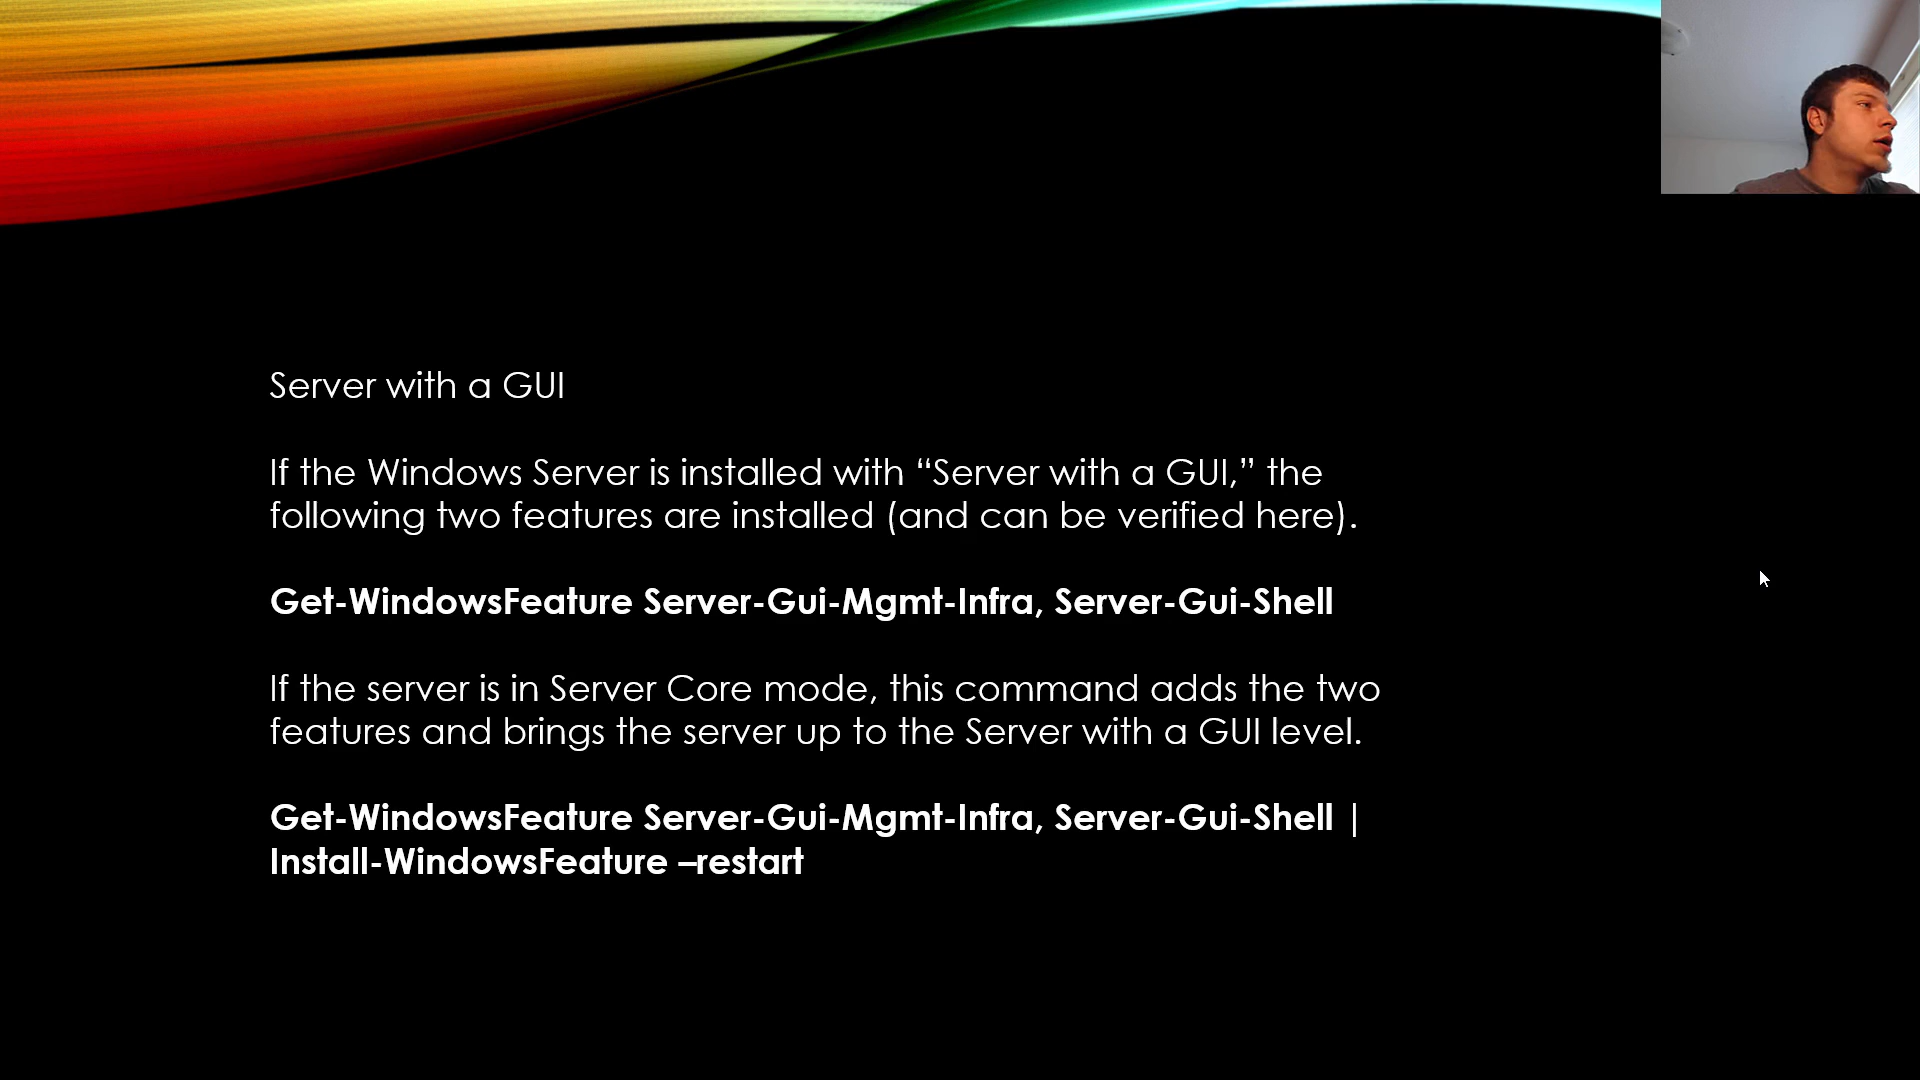 Server with a GUI
If the Windows Server is installed with “Server with a GUI,” the
following two features are installed (and can be verified here).
Get-WindowsFeature Server-Gui-Mgmt-Infra, Server-Gui-Shell
If the server is in Server Core mode, this command adds the two
features and brings the server up to the Server with a GUI level.
Get-WindowsFeature Server-Gui-Mgmt-Infra, Server-Gui-Shell |
Install-WindowsFeature –restart